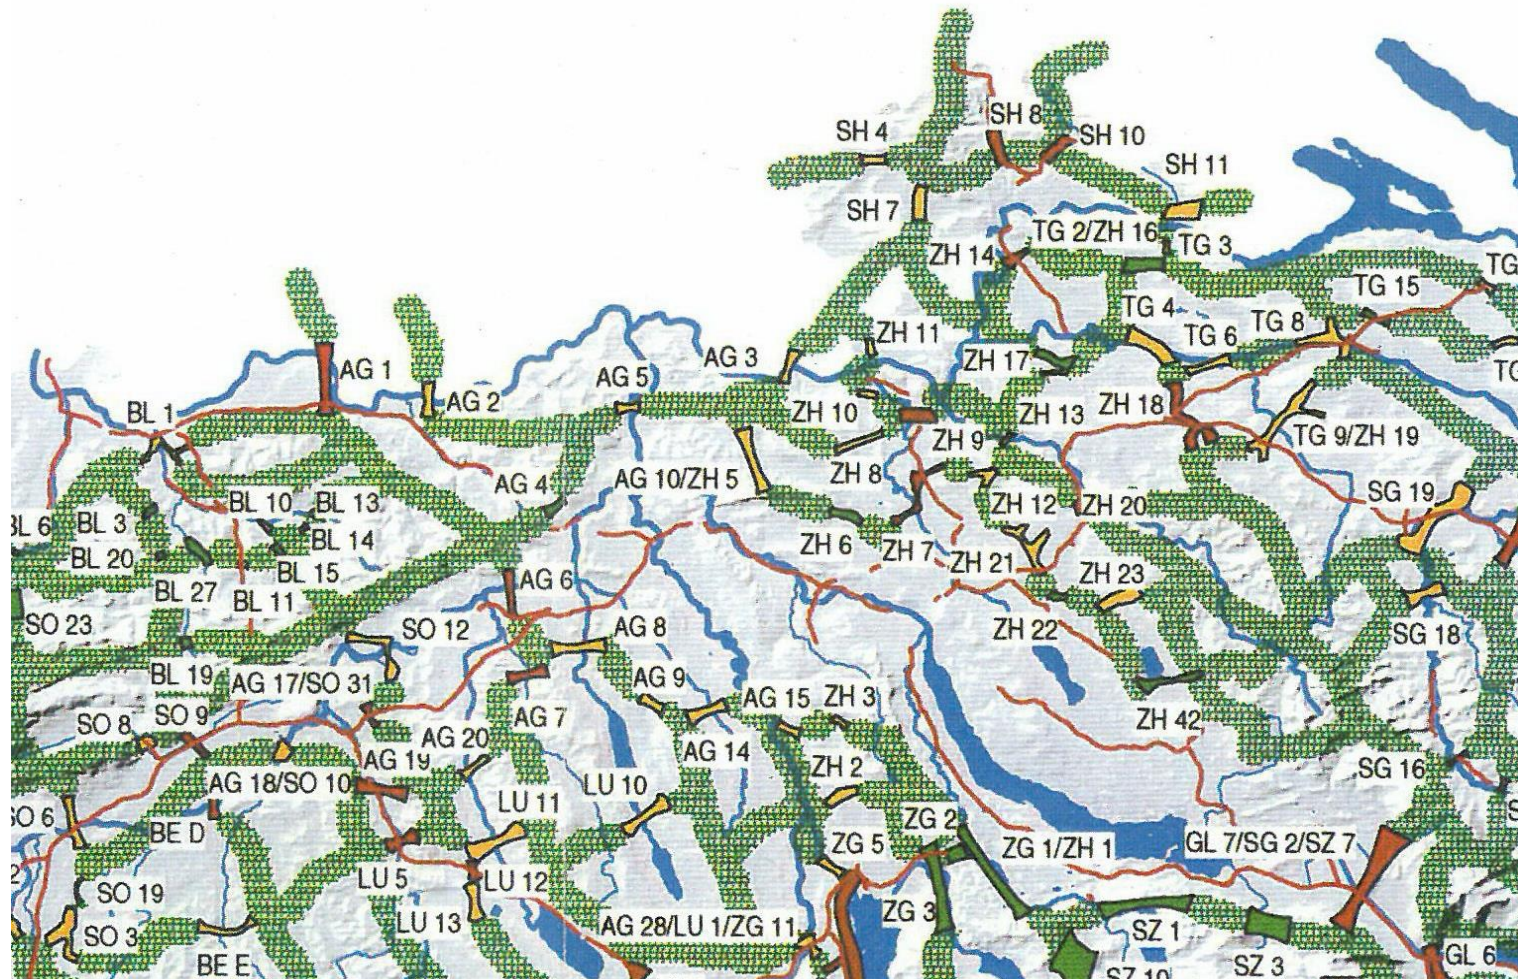 SH 8
SH 4
SH 10
SH 11
SH 7
TG 2/ZH 16
TG 3
ZH 14
TG
TG 15
TG 4
TG 8
TG 6
ZH 11
AG 3
ZH 17
AG 1
AG 5
TG
AG 2
BL 1
ZH 10
ZH 13
ZH 18
ZH 9
TG 9/ZH 19
ZH 8
AG 10/ZH 5
AG 4
SG 19
BL 10
BL 13
ZH 12
ZH 20
BL 6
BL 3
BL 14
ZH 6
ZH 7
BL 20
ZH 21
BL 15
AG 6
ZH 23
BL 27
BL 11
SO 23
SO 12
AG 8
ZH 22
SG 18
BL 19
AG 17/SO 31
AG 9
AG 15
ZH 3
SO 8
SO 9
AG 7
ZH 42
AG 20
AG 14
AG 19
ZH 2
SG 16
AG 18/SO 10
LU 10
LU 11
SO 6
ZG 2
BE D
ZG 5
ZG 1/ZH 1
GL 7/SG 2/SZ 7
LU 5
LU 12
SO 19
ZG 3
LU 13
AG 28/LU 1/ZG 11
SO 3
SZ 1
GL 6
BE E
SZ 3
SZ 10